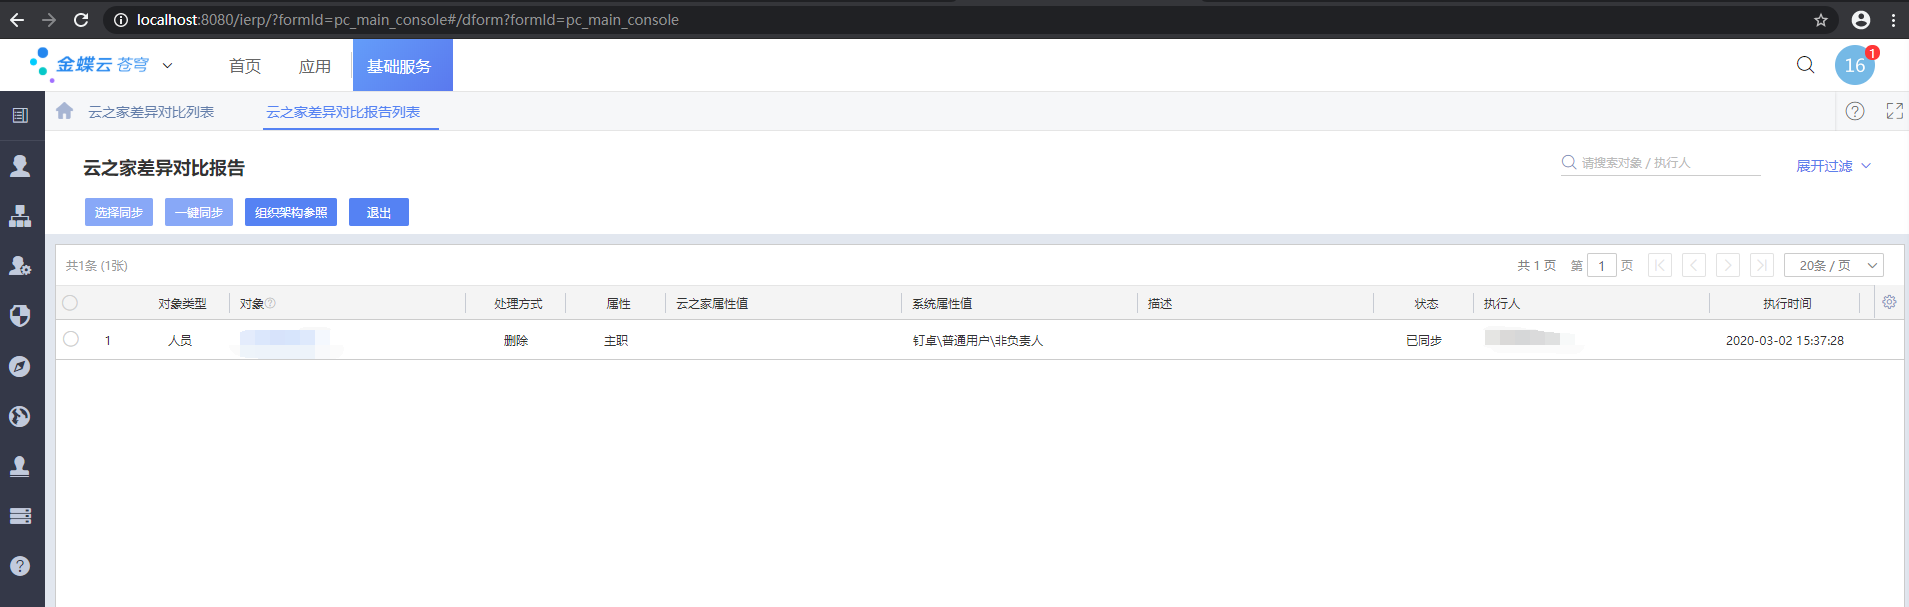 localhost:8080/ierp/?formId=pc_main_console#/dform?formId=pc_main_console
金蝶云 苍穹 首页 应用 基础服务 16 1
云之家差异对比列表 云之家差异对比报告列表
云之家差异对比报告 请搜索对象 / 执行人 展开过滤
选择同步 一键同步 组织架构参照 退出
共1条 (1张) 共 1 页 第 1 页 20条 / 页
对象类型 对象 处理方式 属性 云之家属性值 系统属性值 描述 状态 执行人 执行时间
1 人员 删除 主职 钉卓\普通用户\非负责人 已同步 2020-03-02 15:37:28